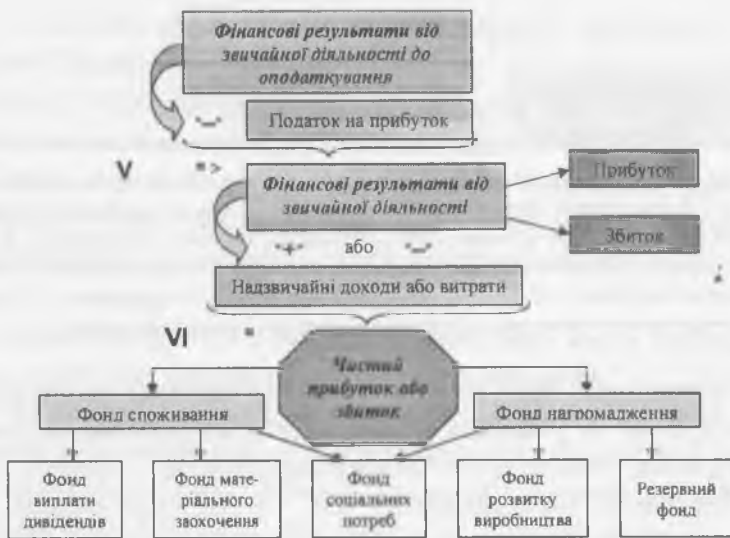 Фінансові результати від
звичайної діяльності до
оподаткування
"–" Податок на прибуток
V =>
Фінансові результати від
звичайної діяльності
Прибуток
Збиток
"+" або "–"
Надзвичайні доходи або витрати
VI =
Чистий
прибуток або
збиток
Фонд споживання
Фонд нагромадження
Фонд
виплати
дивідендів
Фонд мате-
ріального
заохочення
Фонд
соціальних
потреб
Фонд
розвитку
виробництва
Резервний
фонд